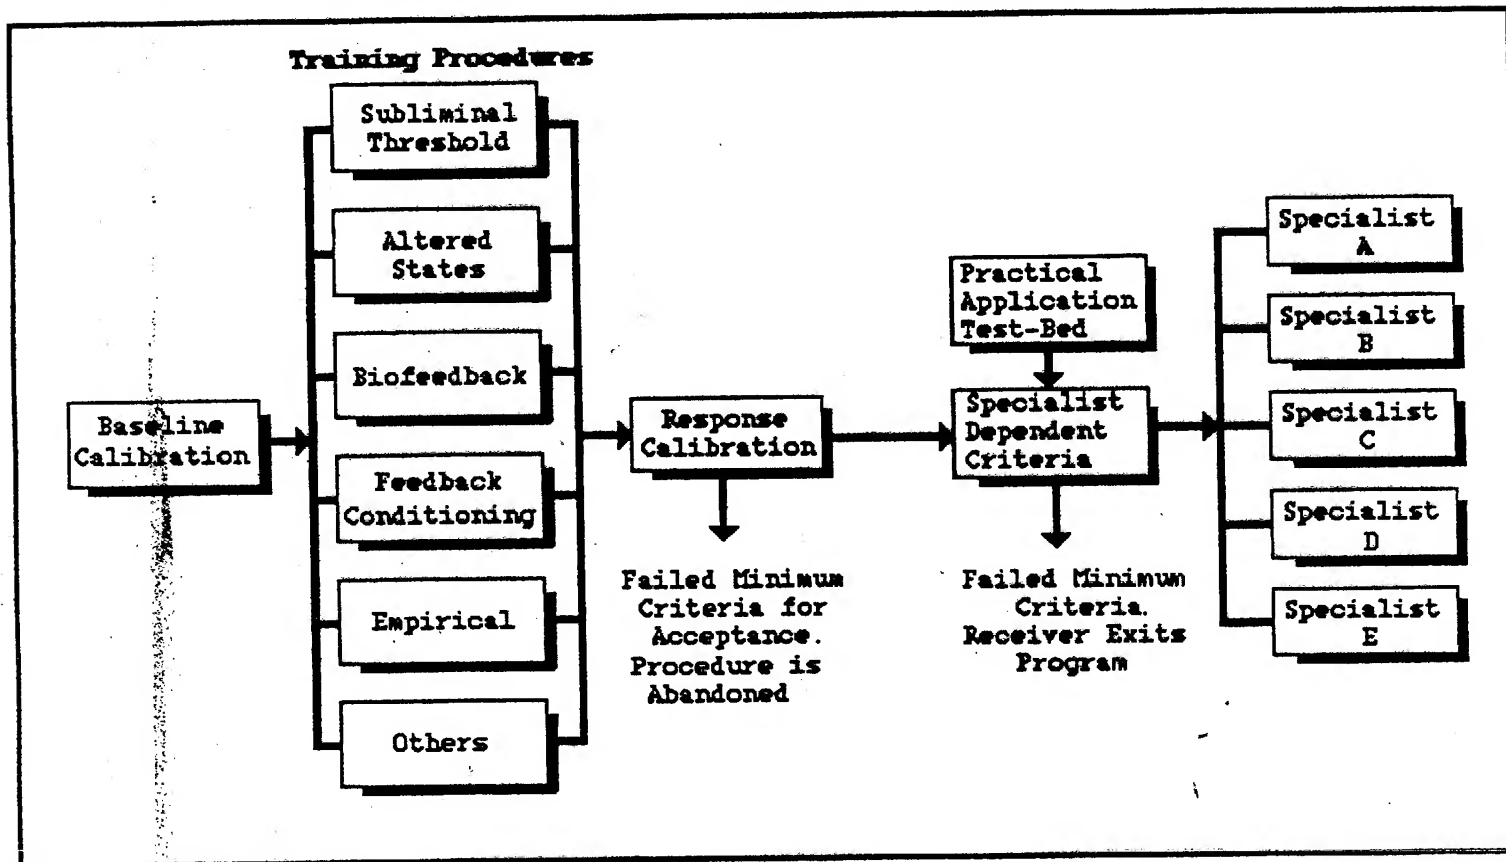 Training Procedures
Subliminal
Threshold
Altered
States
Biofeedback
Feedback
Conditioning
Empirical
Others
Baseline
Calibration
Response
Calibration
Failed Minimum
Criteria for
Acceptance.
Procedure is
Abandoned
Practical
Application
Test-Bed
Specialist
Dependent
Criteria
Failed Minimum
Criteria.
Receiver Exits
Program
Specialist
A
Specialist
B
Specialist
C
Specialist
D
Specialist
E